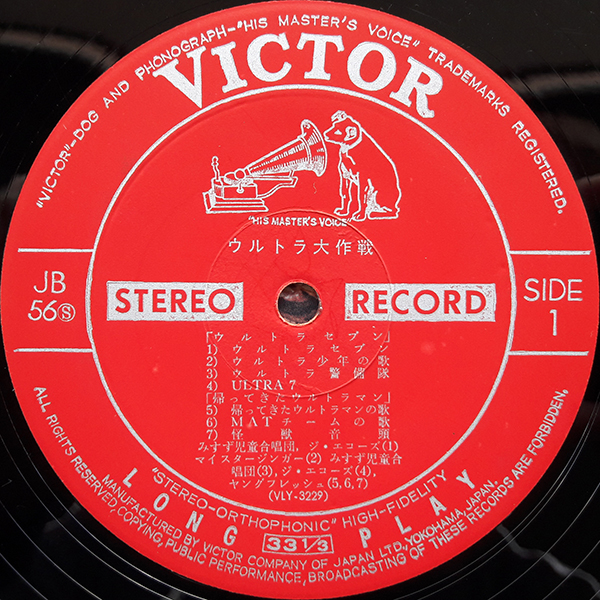 "VICTOR"-DOG AND PHONOGRAPH-"HIS MASTER'S VOICE" TRADEMARKS REGISTERED.
VICTOR
"HIS MASTER'S VOICE"
ウルトラ大作戦
JB
56Ⓢ
STEREO RECORD
SIDE
1
「ウルトラセブン」
1) ウルトラセブン
2) ウルトラ少年の歌
3) ウルトラ警備隊
4) ULTRA 7
「帰ってきたウルトラマン」
5) 帰ってきたウルトラマンの歌
6) MATチームの歌
7) 怪獣音頭
みすず児童合唱団, ジ・エコーズ(1)
マイスタージンガー(2) みすず児童合
唱団(3), ジ・エコーズ(4),
ヤングフレッシュ(5,6,7)
(VLY-3229)
"STEREO-ORTHOPHONIC" HIGH-FIDELITY
LONG PLAY
33 1/3
MANUFACTURED BY VICTOR COMPANY OF JAPAN LTD. YOKOHAMA, JAPAN.
ALL RIGHTS RESERVED, COPYING, PUBLIC PERFORMANCE, BROADCASTING OF THESE RECORDS ARE FORBIDDEN.